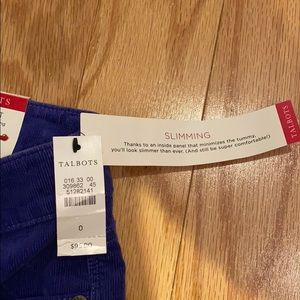 TS
SLIMMING
Thanks to an inside panel that minimizes the tummy,
you'll look slimmer than ever. (And still be super comfortable!)
TALBOTS
TALBOTS
016 33 00
309862 45
51282141
0